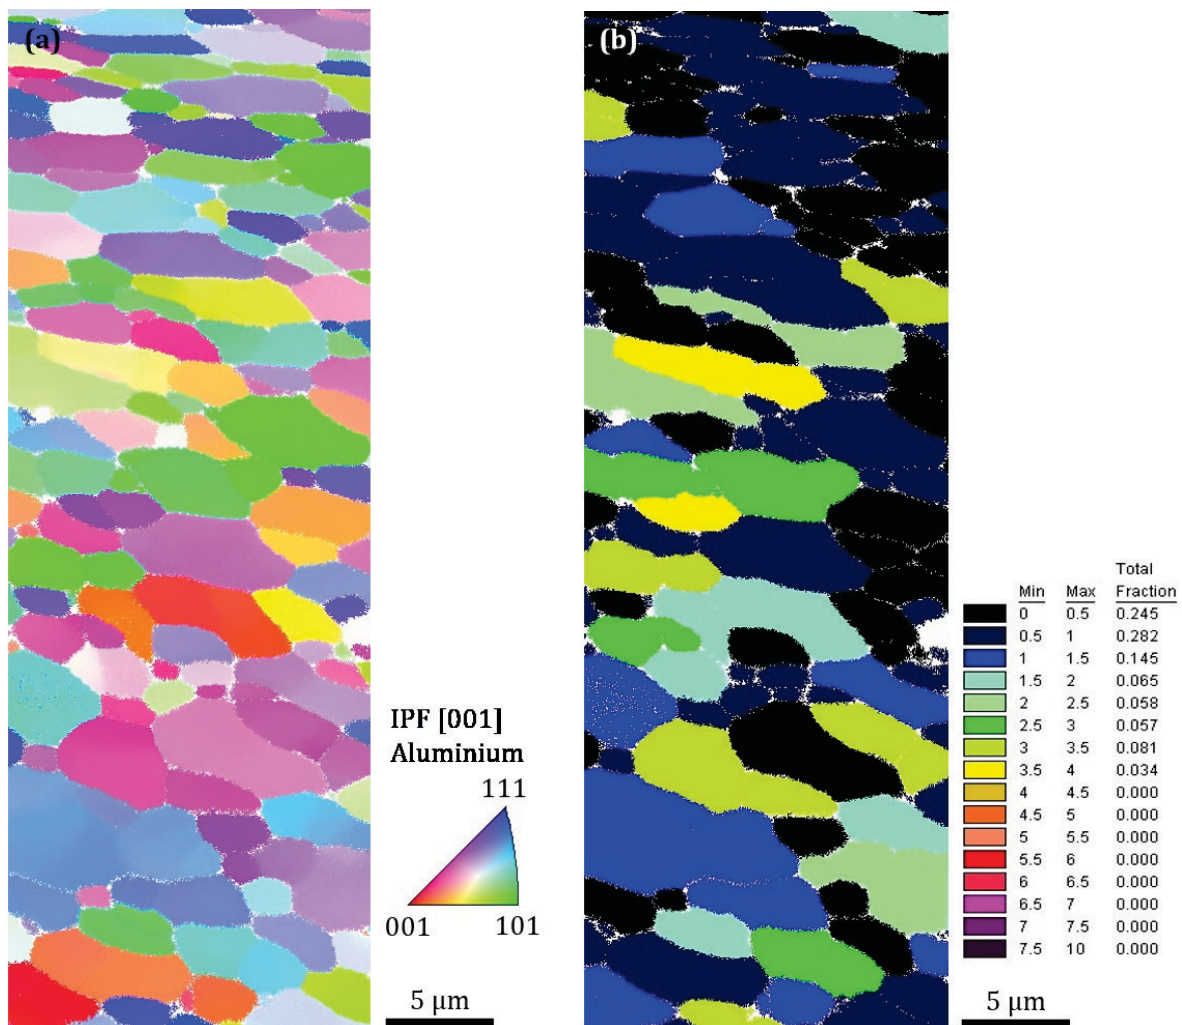 (a)
(b)
IPF [001]
Aluminium
111
001 101
5 μm
Total
Min Max Fraction
0 0.5 0.245
0.5 1 0.282
1 1.5 0.145
1.5 2 0.065
2 2.5 0.058
2.5 3 0.057
3 3.5 0.081
3.5 4 0.034
4 4.5 0.000
4.5 5 0.000
5 5.5 0.000
5.5 6 0.000
6 6.5 0.000
6.5 7 0.000
7 7.5 0.000
7.5 10 0.000
5 μm